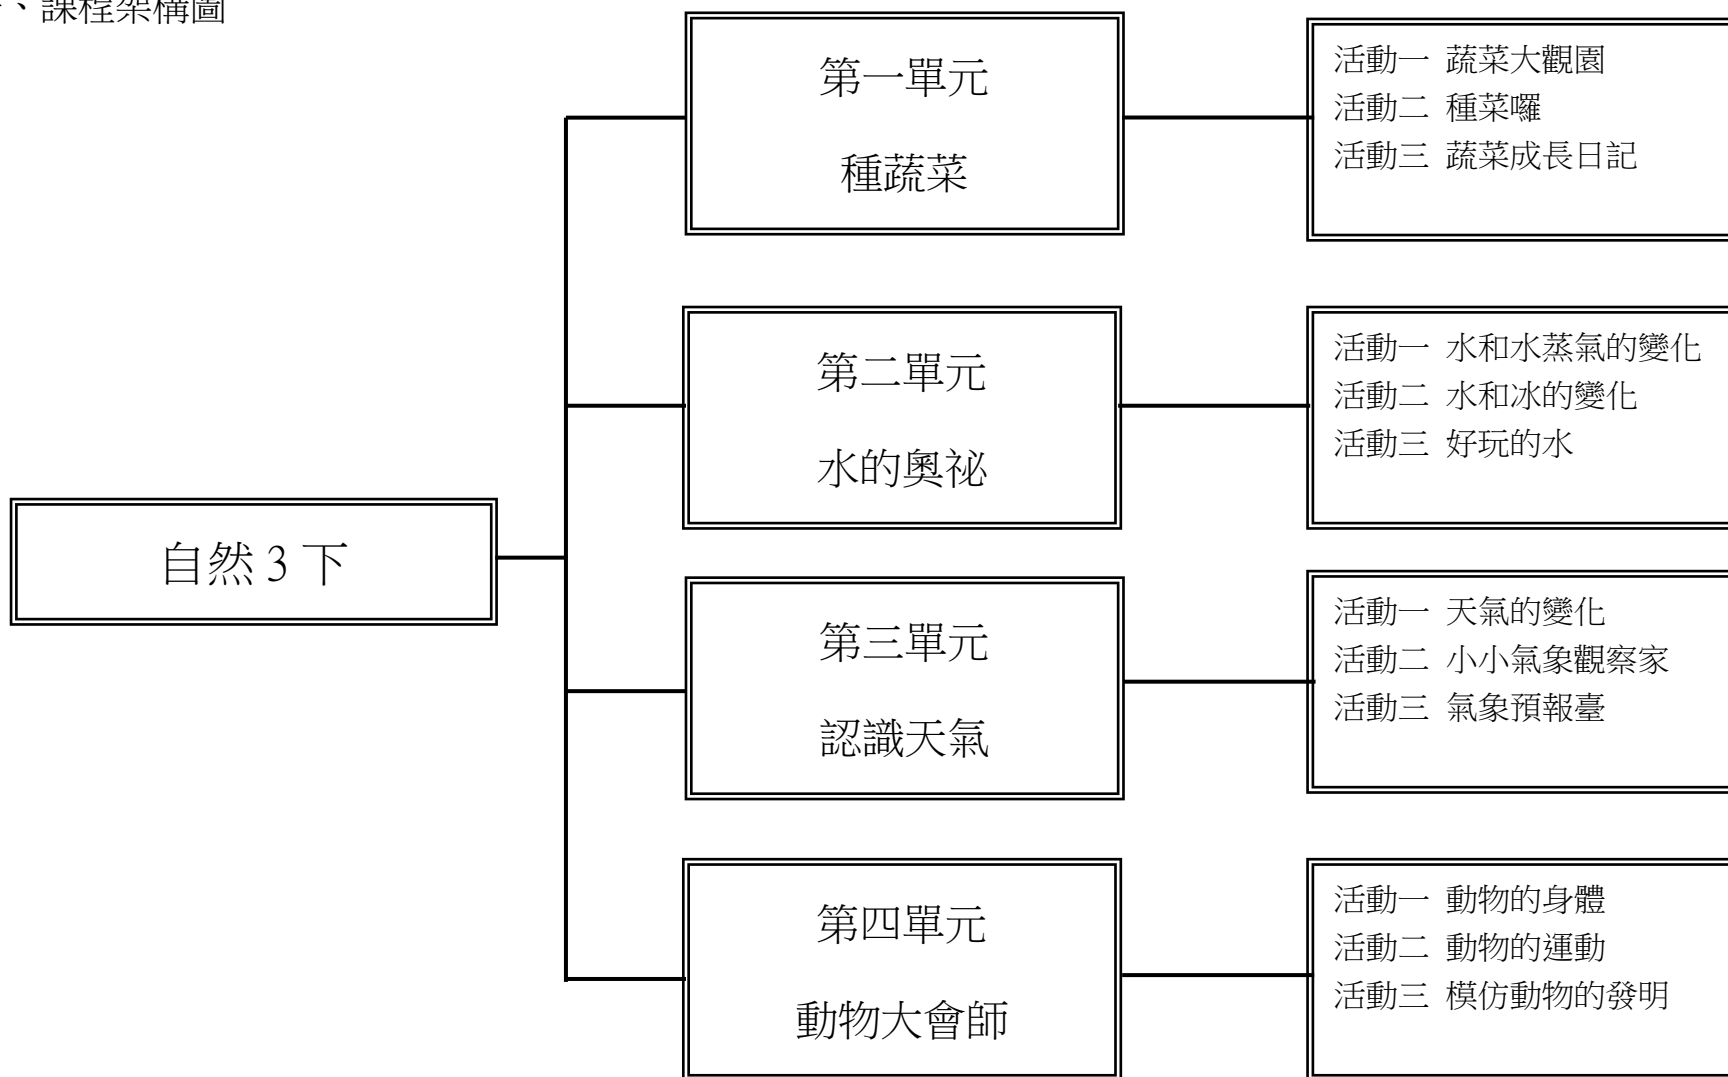 、課程架構圖
第一單元
種蔬菜
活動一 蔬菜大觀園
活動二 種菜囉
活動三 蔬菜成長日記
第二單元
水的奧祕
活動一 水和水蒸氣的變化
活動二 水和冰的變化
活動三 好玩的水
自然 3 下
第三單元
認識天氣
活動一 天氣的變化
活動二 小小氣象觀察家
活動三 氣象預報臺
第四單元
動物大會師
活動一 動物的身體
活動二 動物的運動
活動三 模仿動物的發明